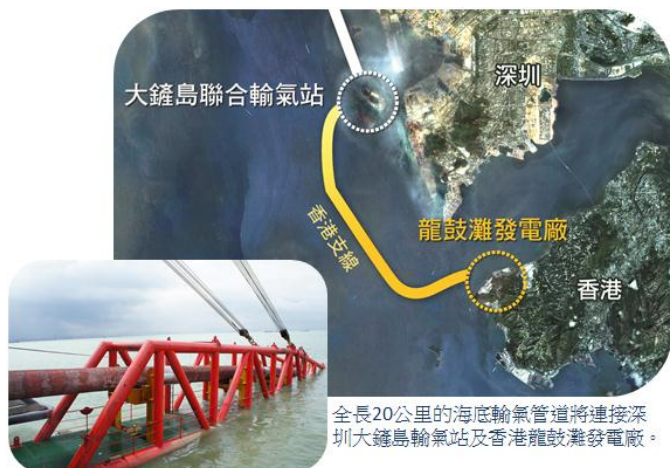 深圳
大鏟島聯合輸氣站
香港支線
龍鼓灘發電廠
香港
全長20公里的海底輸氣管道將連接深
圳大鏟島輸氣站及香港龍鼓灘發電廠。